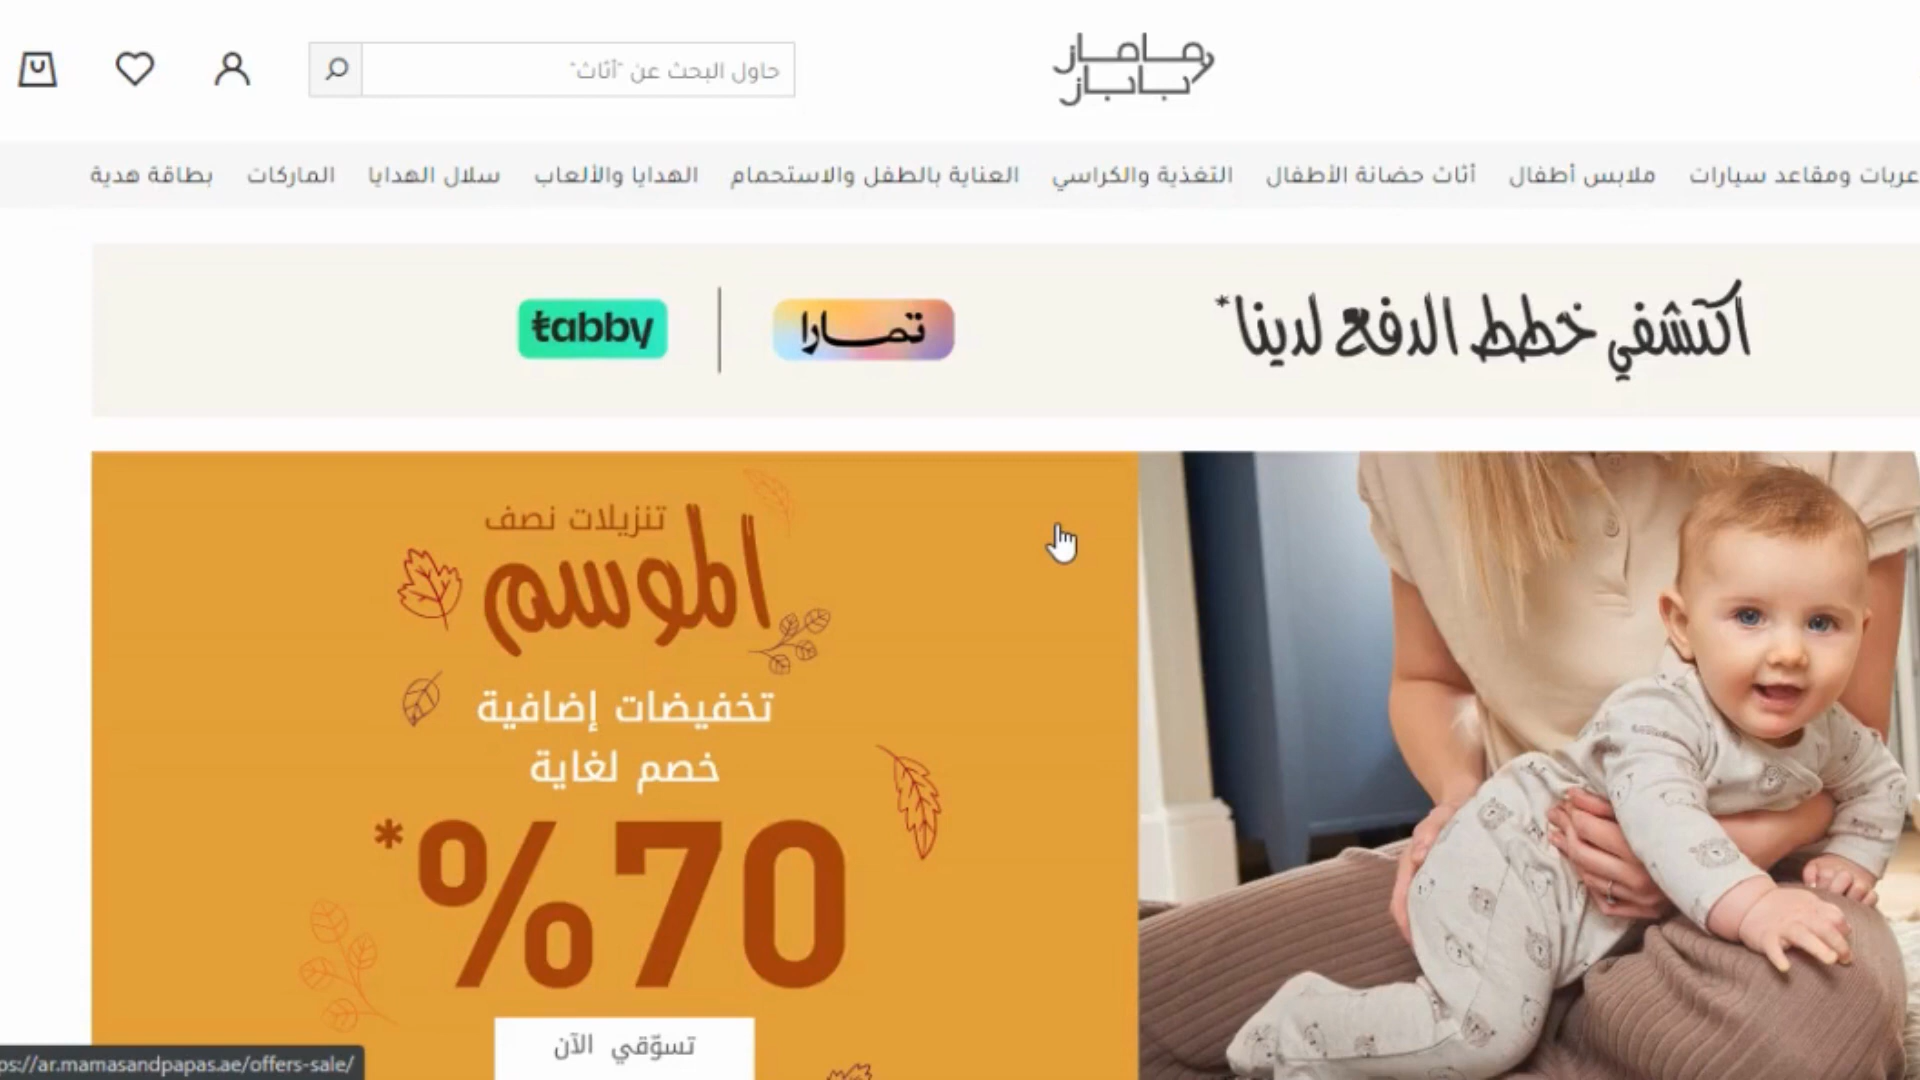 ماماز
وباباز
حاول البحث عن "أثاث"
عربات ومقاعد سيارات
ملابس أطفال
أثاث حضانة الأطفال
التغذية والكراسي
العناية بالطفل والاستحمام
الهدايا والألعاب
سلال الهدايا
الماركات
بطاقة هدية
اكتشفي خطط الدفع لدينا*
تمارا
tabby
تنزيلات نصف
الموسم
تخفيضات إضافية
خصم لغاية
70%*
تسوّقي الآن
ps://ar.mamasandpapas.ae/offers-sale/